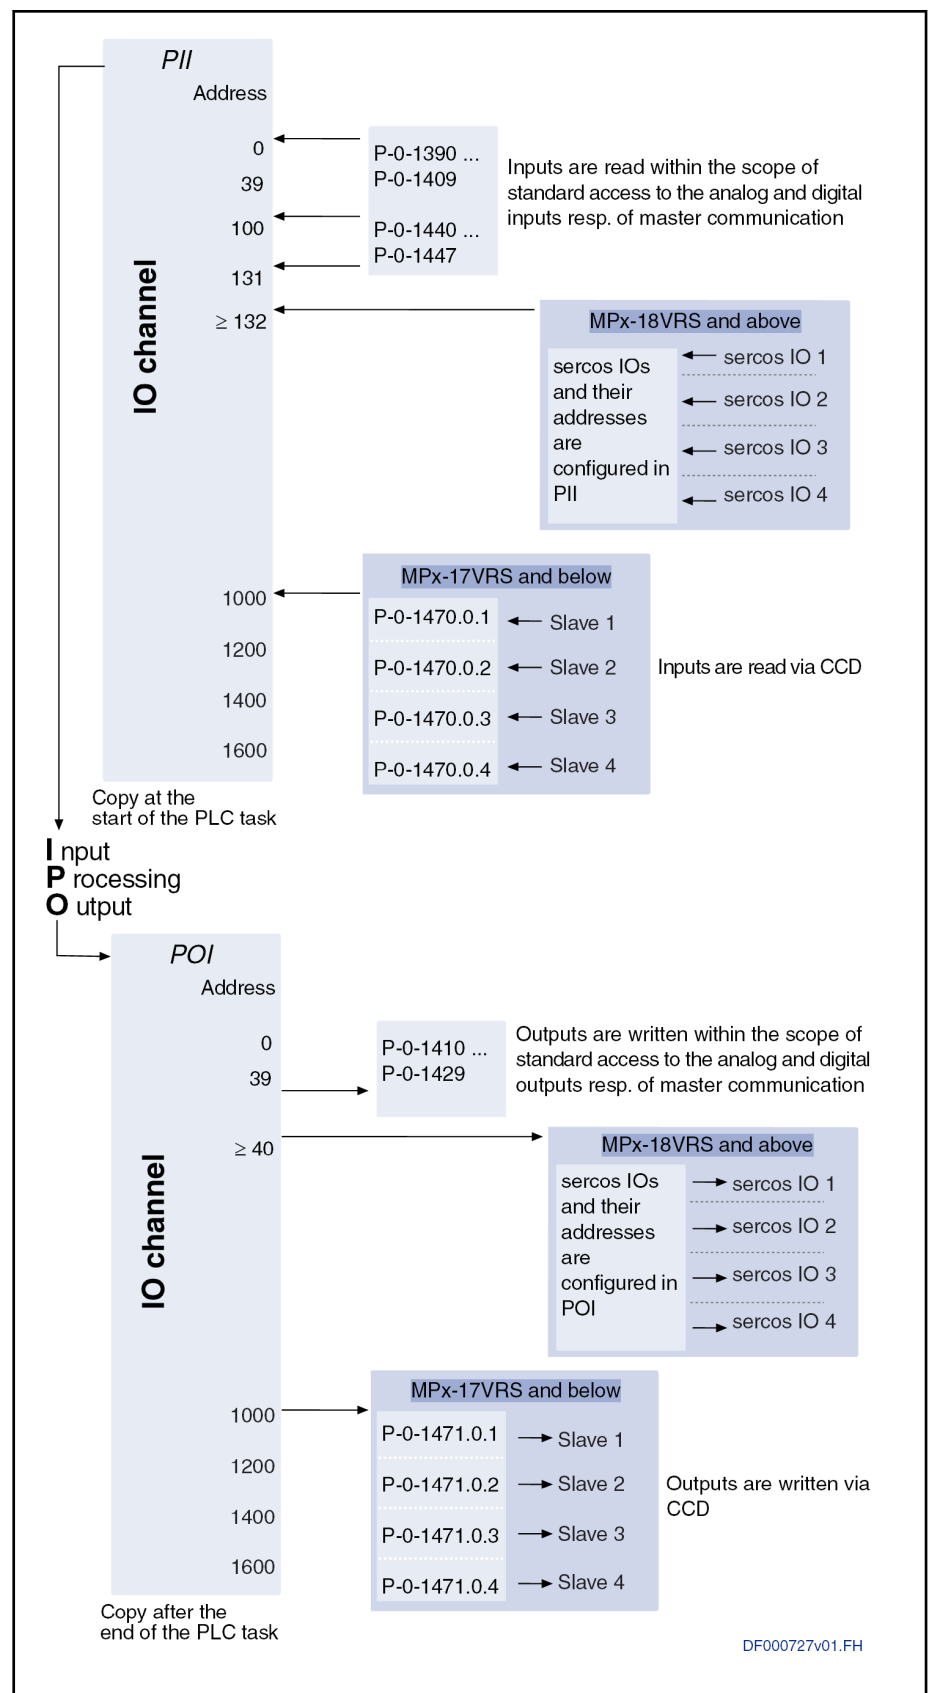 PII
Address
0
39
100
131
≥ 132
IO channel
P-0-1390 ...
P-0-1409
P-0-1440 ...
P-0-1447
Inputs are read within the scope of
standard access to the analog and digital
inputs resp. of master communication
MPx-18VRS and above
sercos IOs
and their
addresses
are
configured in
PII
sercos IO 1
sercos IO 2
sercos IO 3
sercos IO 4
1000
1200
1400
1600
MPx-17VRS and below
P-0-1470.0.1
Slave 1
P-0-1470.0.2
Slave 2
P-0-1470.0.3
Slave 3
P-0-1470.0.4
Slave 4
Inputs are read via CCD
Copy at the
start of the PLC task
I nput
P rocessing
O utput
POI
Address
0
39
≥ 40
IO channel
P-0-1410 ...
P-0-1429
Outputs are written within the scope of
standard access to the analog and digital
outputs resp. of master communication
MPx-18VRS and above
sercos IOs
and their
addresses
are
configured in
POI
sercos IO 1
sercos IO 2
sercos IO 3
sercos IO 4
1000
1200
1400
1600
MPx-17VRS and below
P-0-1471.0.1
Slave 1
P-0-1471.0.2
Slave 2
P-0-1471.0.3
Slave 3
P-0-1471.0.4
Slave 4
Outputs are written via
CCD
Copy after the
end of the PLC task
DF000727v01.FH